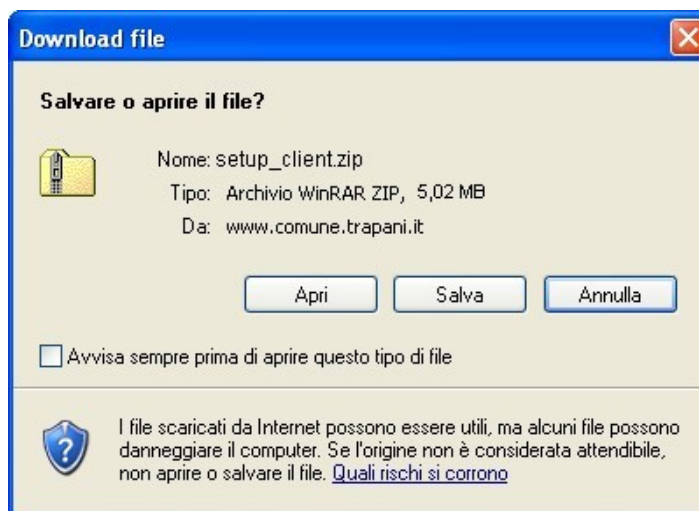 Download file
Salvare o aprire il file?
Nome: setup_client.zip
Tipo: Archivio WinRAR ZIP, 5,02 MB
Da: www.comune.trapani.it
Apri Salva Annulla
Avvisa sempre prima di aprire questo tipo di file
I file scaricati da Internet possono essere utili, ma alcuni file possono
danneggiare il computer. Se l'origine non è considerata attendibile,
non aprire o salvare il file. Quali rischi si corrono